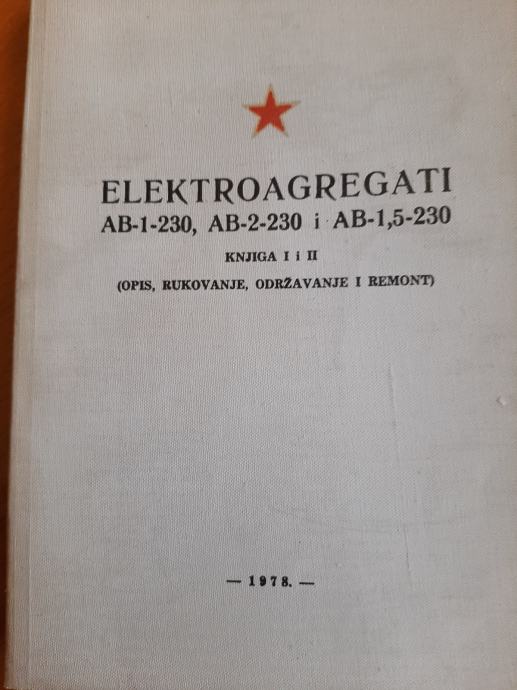 ELEKTROAGREGATI
AB-1-230, AB-2-230 i AB-1,5-230
KNJIGA I i II
(OPIS, RUKOVANJE, ODRŽAVANJE I REMONT)
— 1978. —